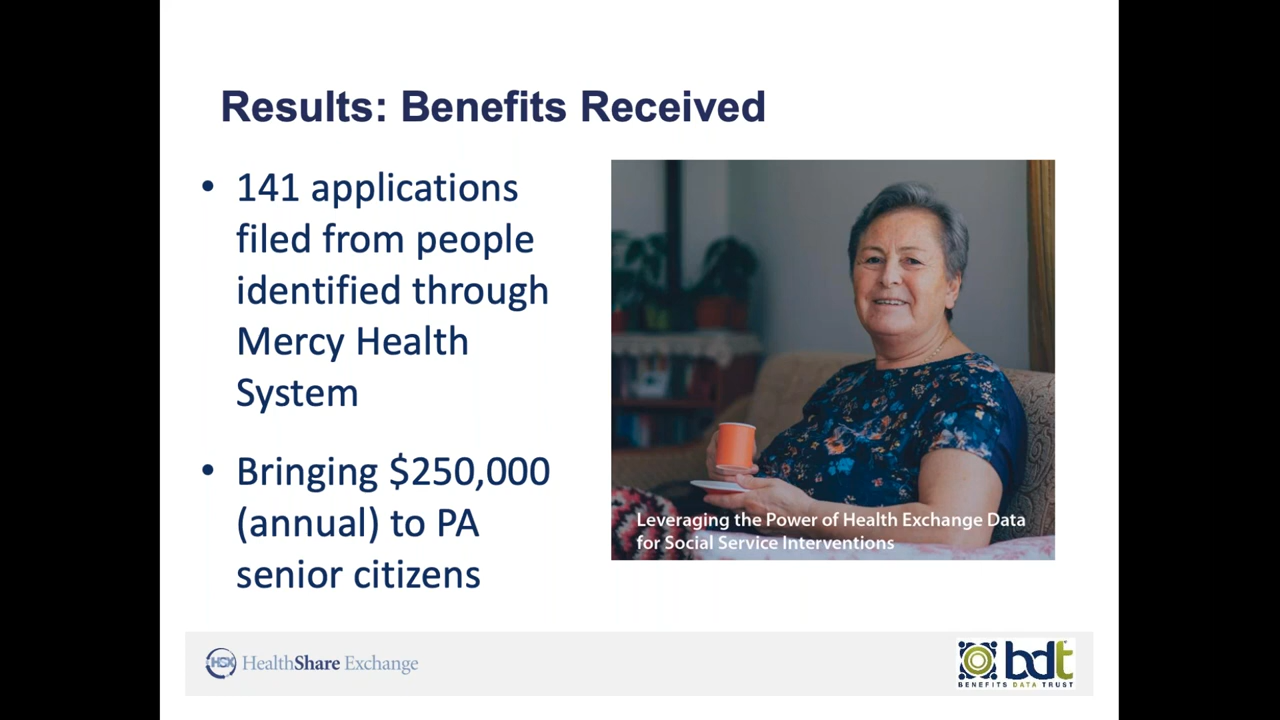 Results: Benefits Received
• 141 applications
filed from people
identified through
Mercy Health
System
• Bringing $250,000
(annual) to PA
senior citizens
Leveraging the Power of Health Exchange Data
for Social Service Interventions
HSX HealthShare Exchange
bdt
BENEFITS DATA TRUST